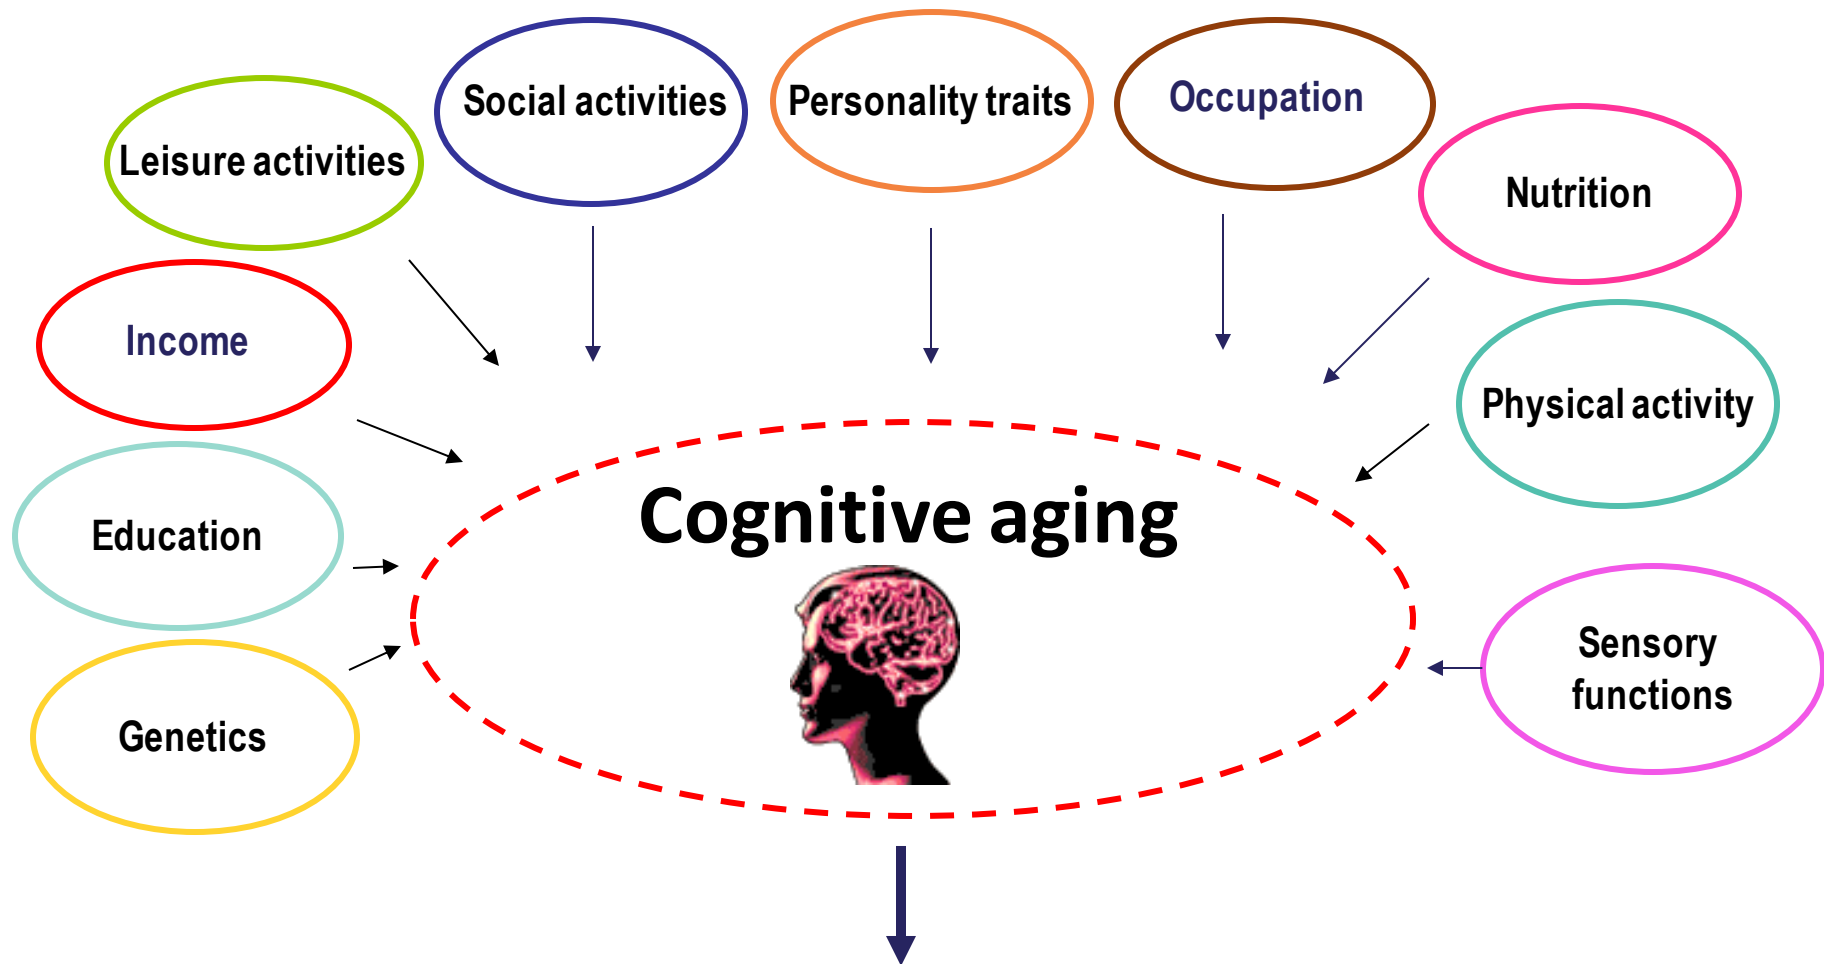 Social activities
Personality traits
Occupation
Leisure activities
Nutrition
Income
Physical activity
Cognitive aging
Education
Sensory
functions
Genetics